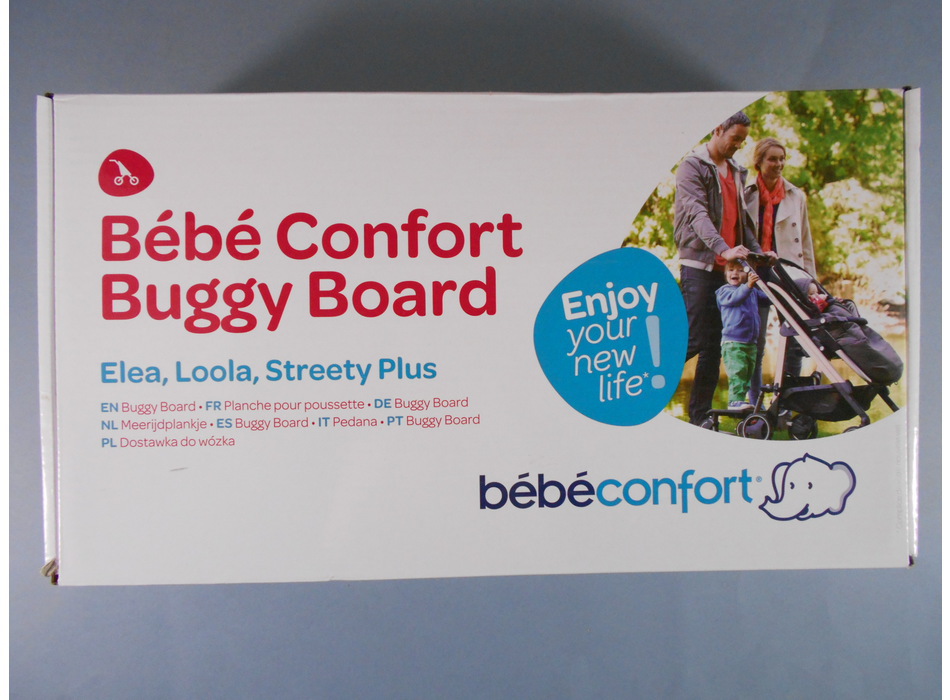 Bébé Confort
Buggy Board
Elea, Loola, Streety Plus
EN Buggy Board • FR Planche pour poussette • DE Buggy Board
NL Meerijdplankje • ES Buggy Board • IT Pedana • PT Buggy Board
PL Dostawka do wózka
Enjoy
your
new
life*!
bébéconfort®